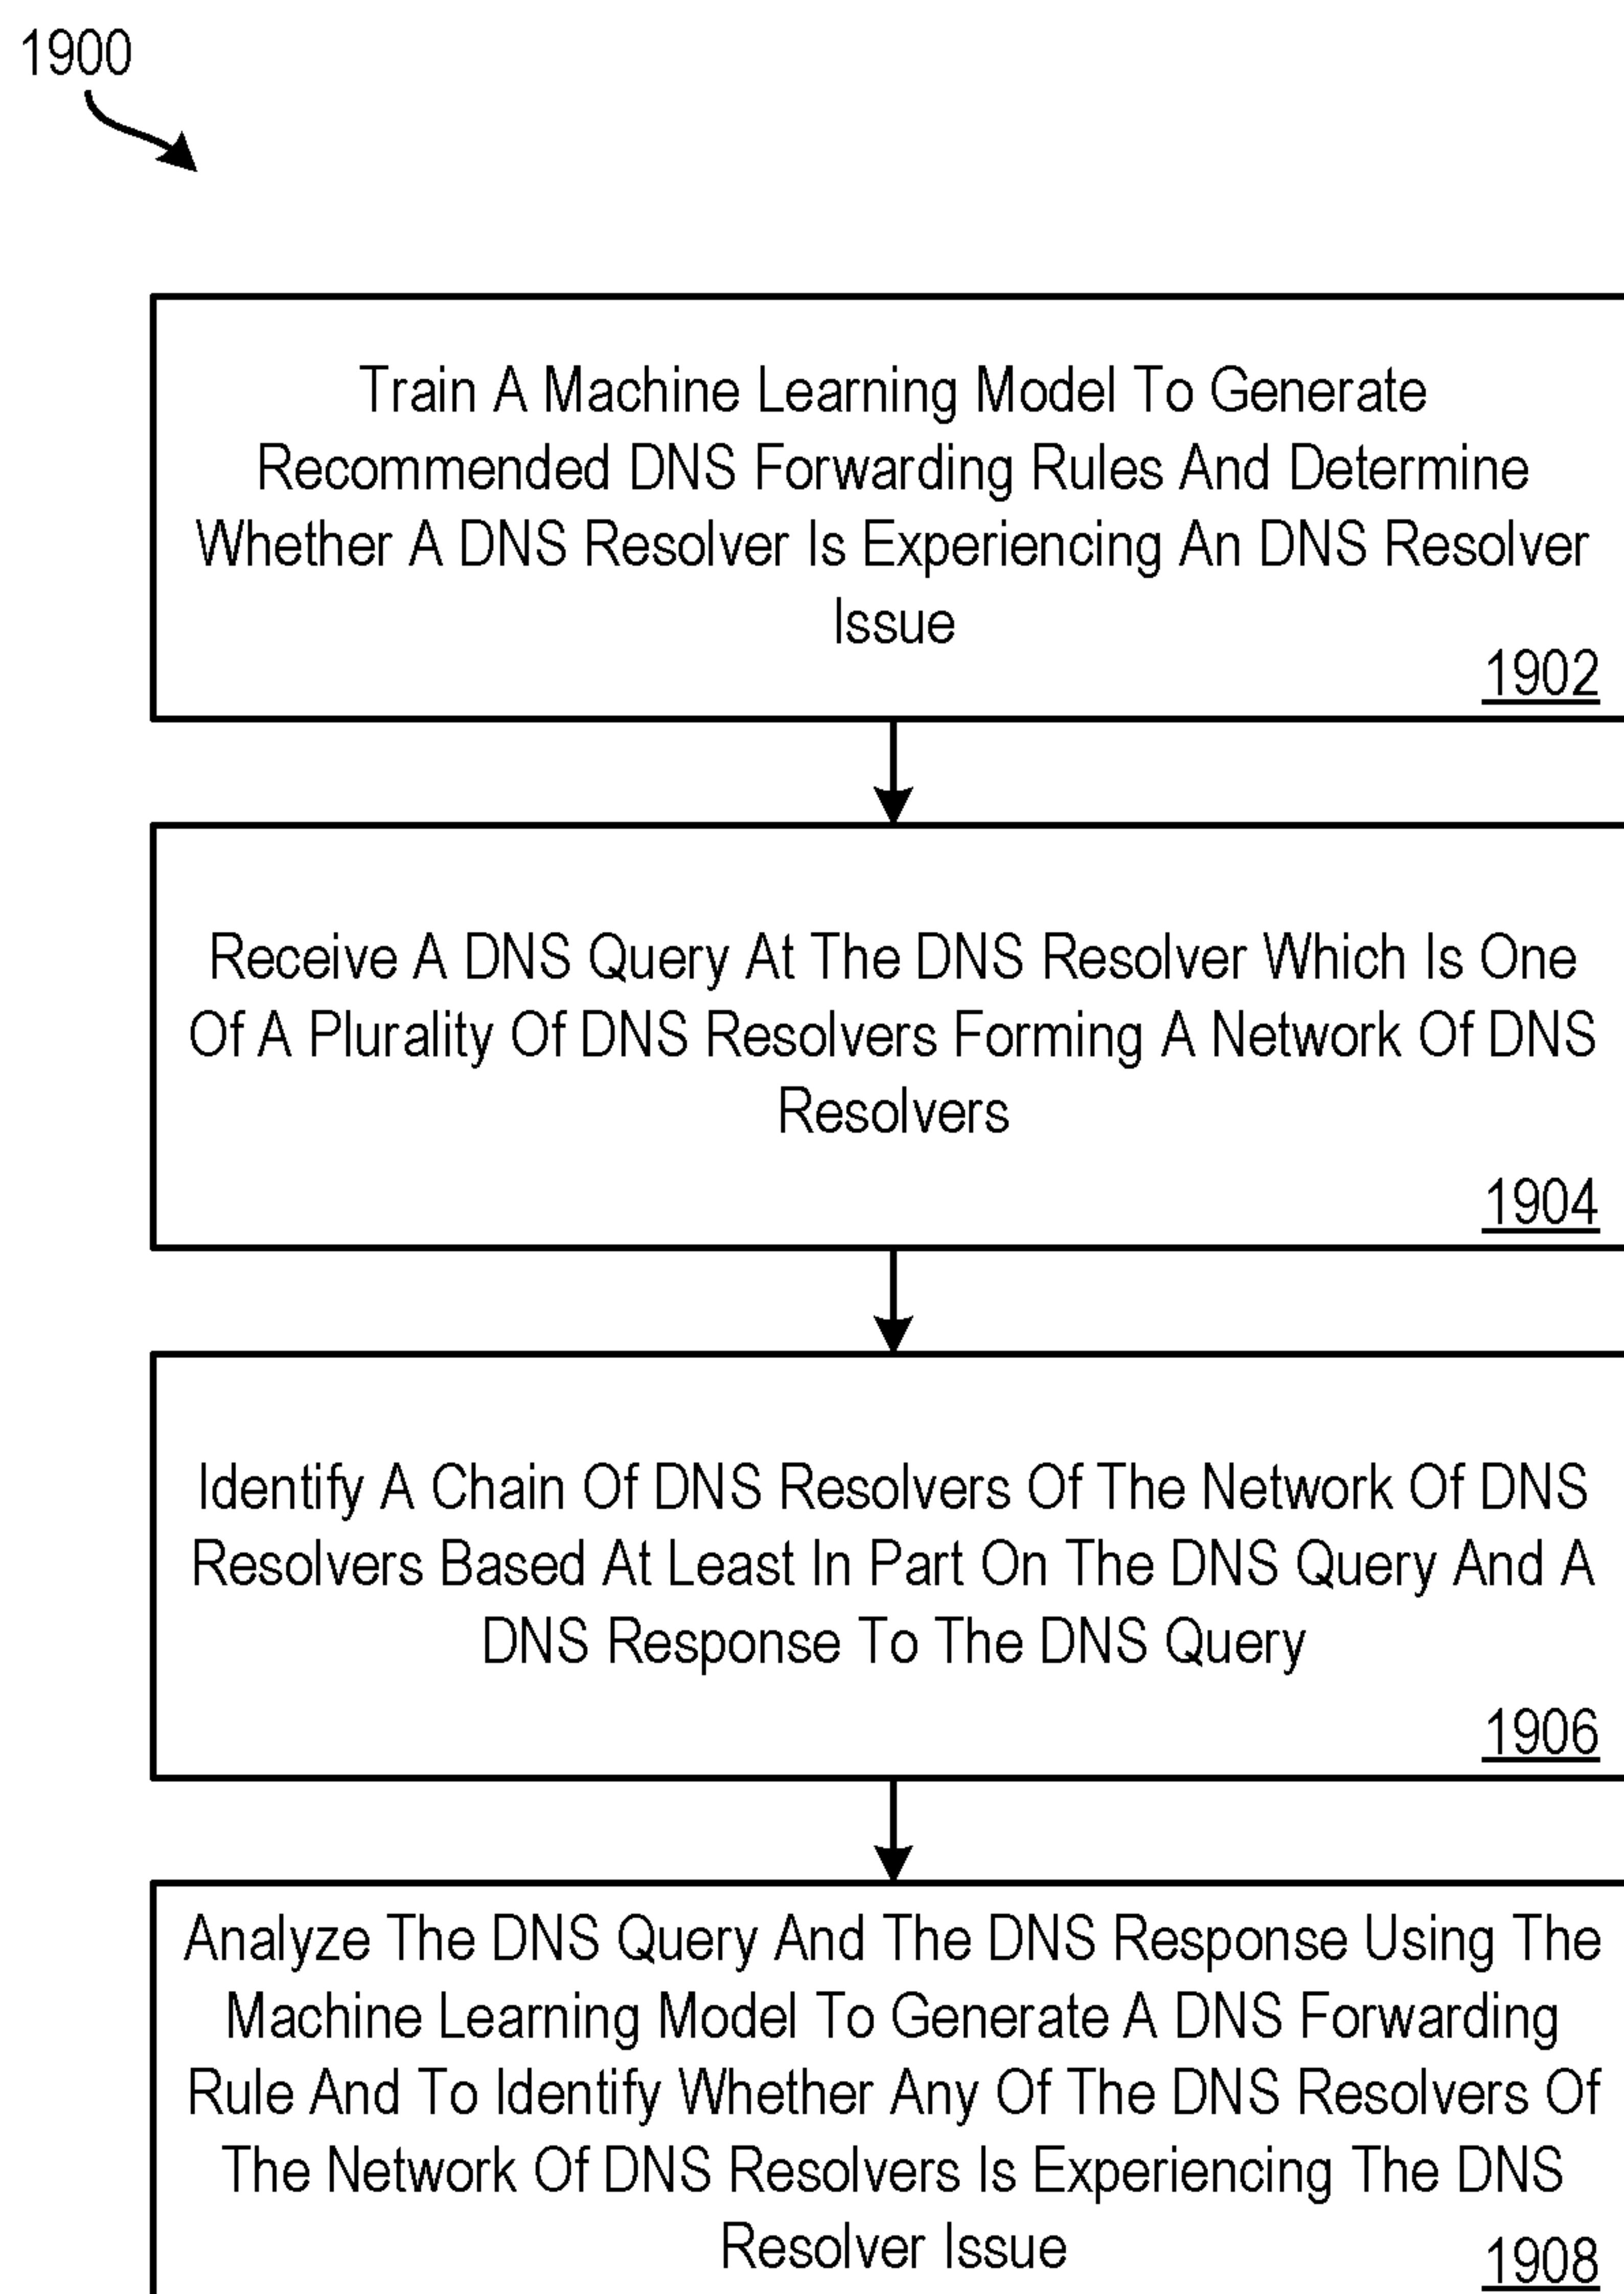 1900
Train A Machine Learning Model To Generate
Recommended DNS Forwarding Rules And Determine
Whether A DNS Resolver Is Experiencing An DNS Resolver
Issue
1902
Receive A DNS Query At The DNS Resolver Which Is One
Of A Plurality Of DNS Resolvers Forming A Network Of DNS
Resolvers
1904
Identify A Chain Of DNS Resolvers Of The Network Of DNS
Resolvers Based At Least In Part On The DNS Query And A
DNS Response To The DNS Query
1906
Analyze The DNS Query And The DNS Response Using The
Machine Learning Model To Generate A DNS Forwarding
Rule And To Identify Whether Any Of The DNS Resolvers Of
The Network Of DNS Resolvers Is Experiencing The DNS
Resolver Issue
1908